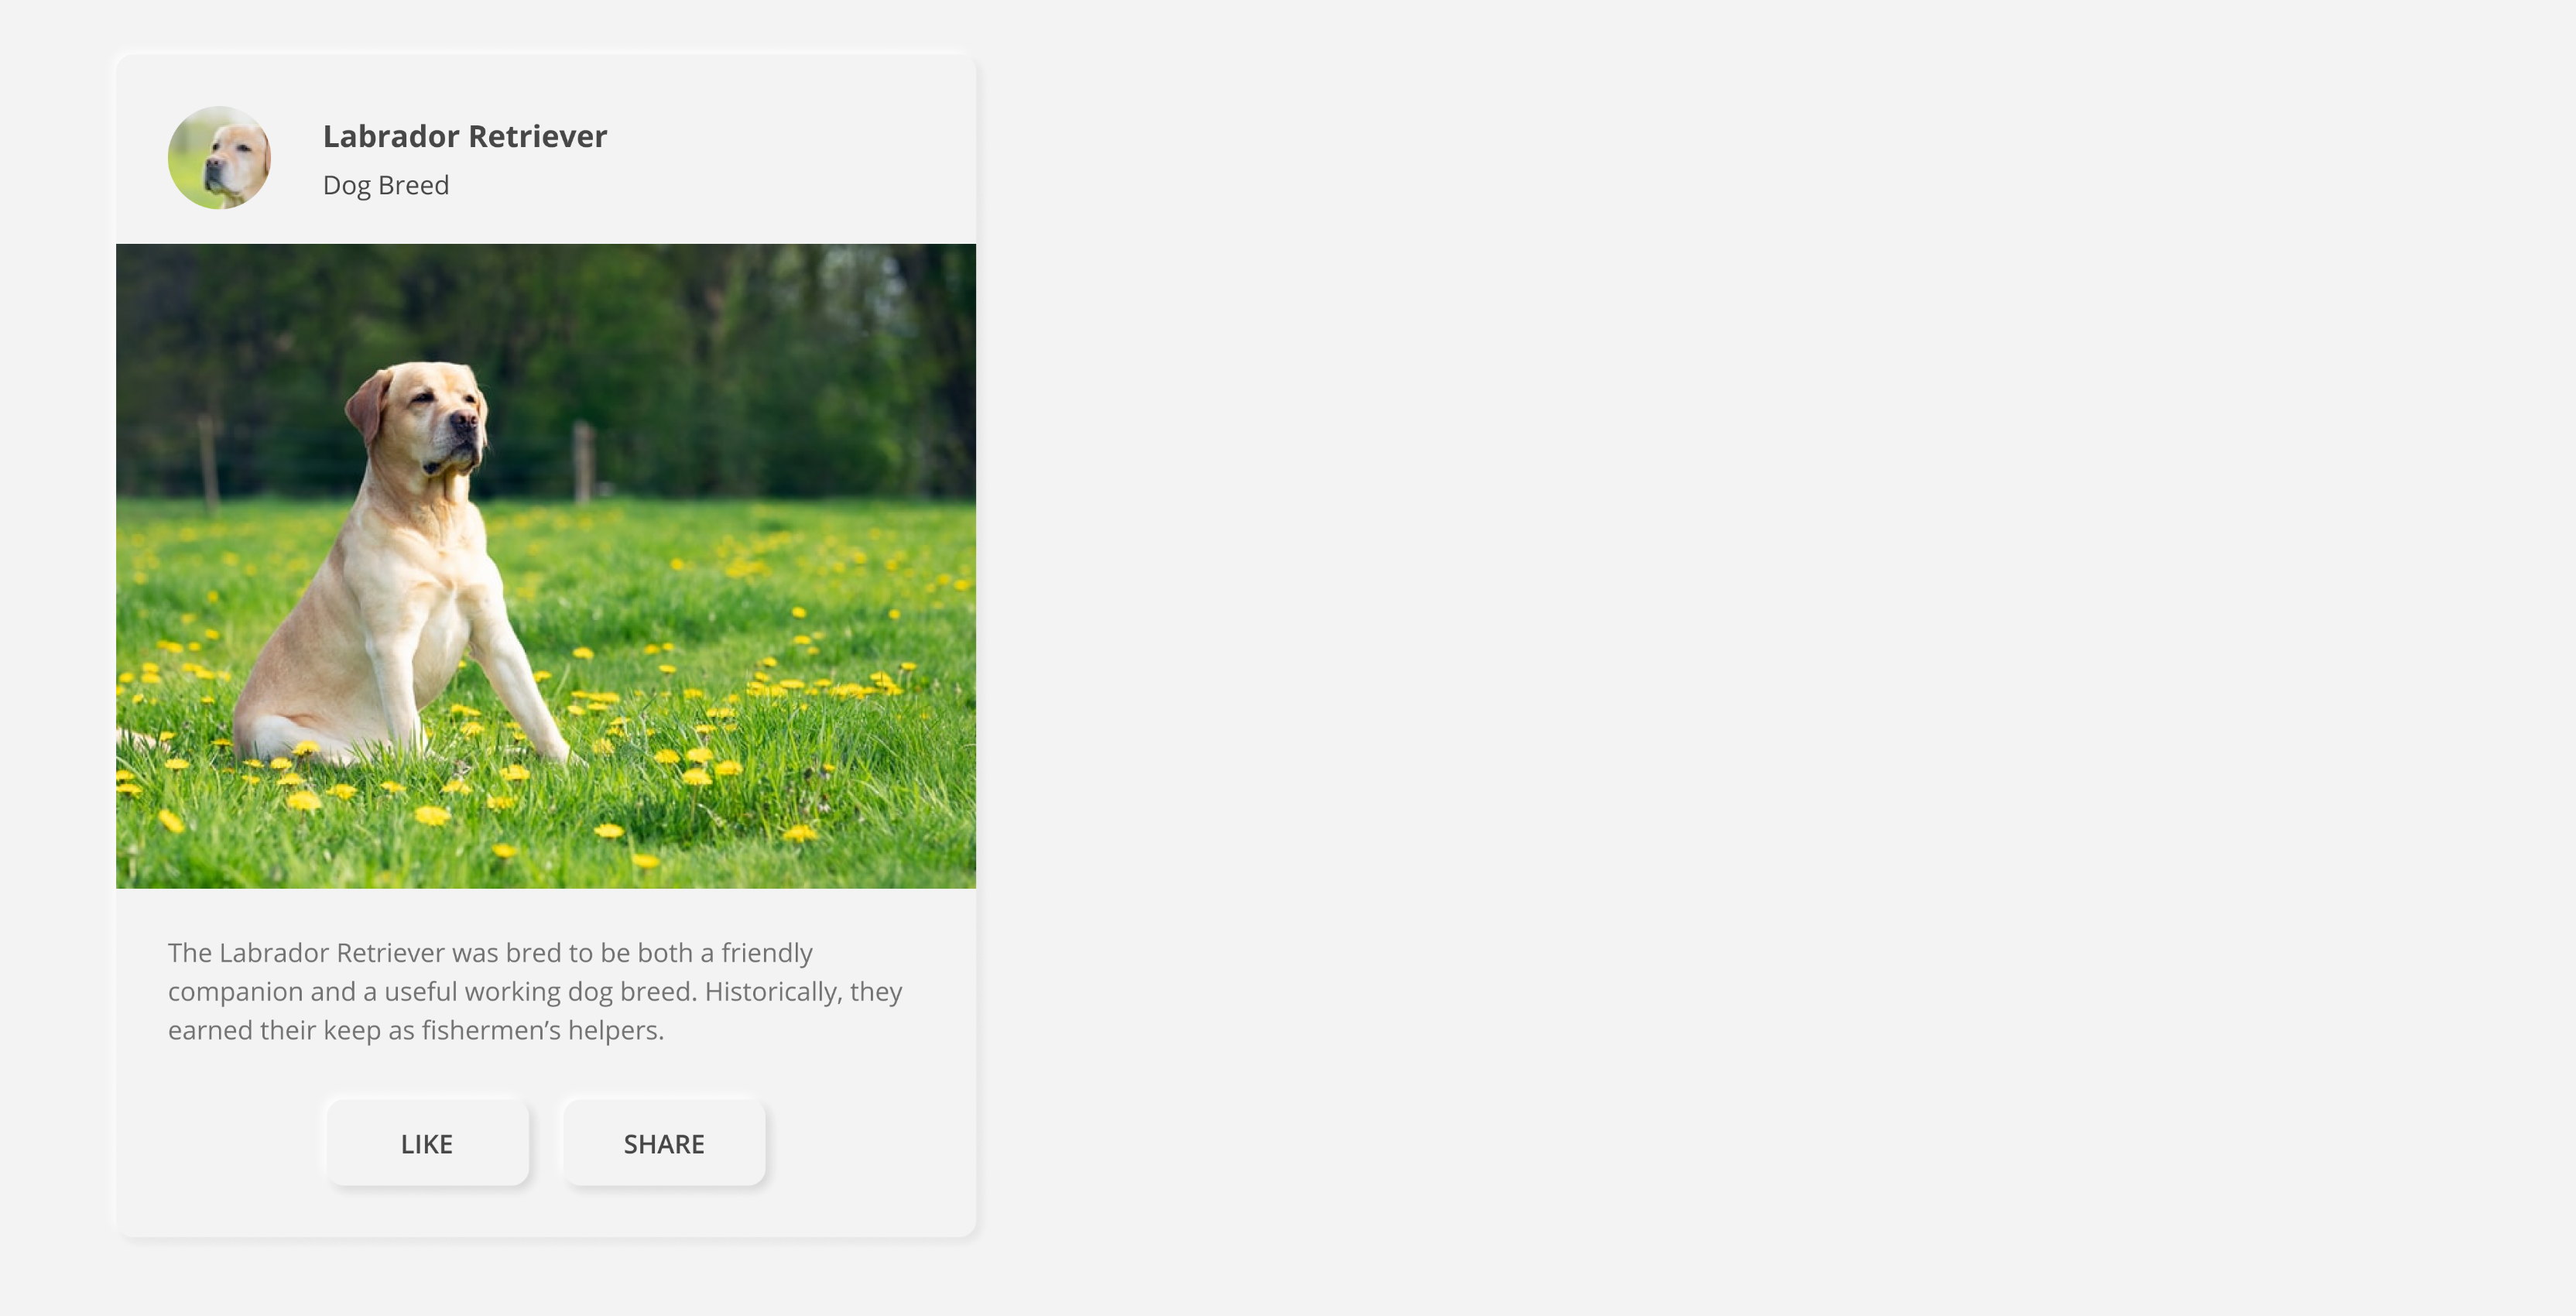 Labrador Retriever
Dog Breed
The Labrador Retriever was bred to be both a friendly
companion and a useful working dog breed. Historically, they
earned their keep as fishermen’s helpers.
LIKE
SHARE